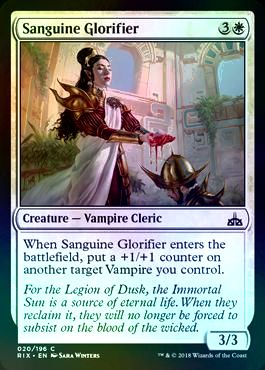 Sanguine Glorifier 3
Creature — Vampire Cleric
When Sanguine Glorifier enters the
battlefield, put a +1/+1 counter on
another target Vampire you control.
For the Legion of Dusk, the Immortal
Sun is a source of eternal life. When they
reclaim it, they will no longer be forced to
subsist on the blood of the wicked.
3/3
020/196 C
RIX • EN SARA WINTERS
™ & © 2018 Wizards of the Coast